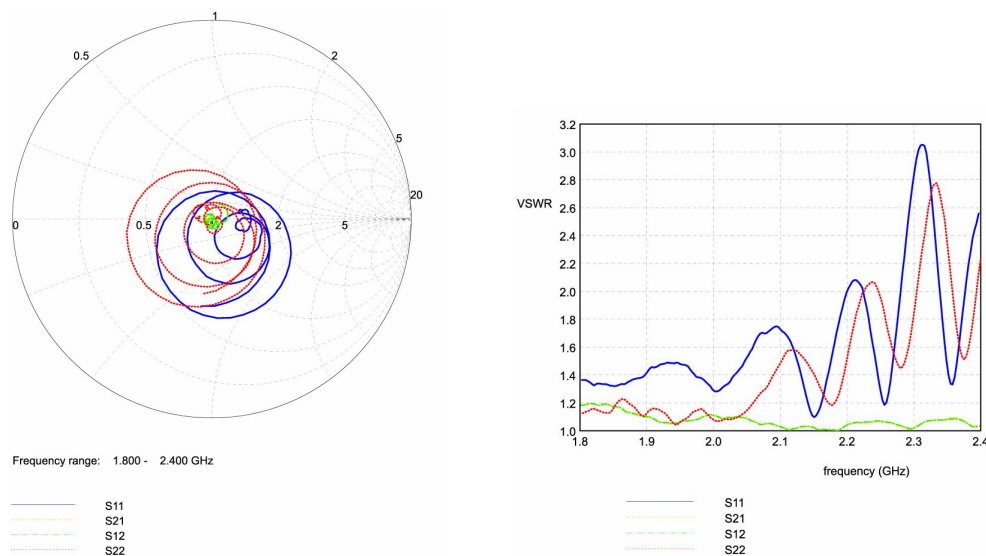 1
0.5
2
5
20
0
0.5
2
5
Frequency range: 1.800 - 2.400 GHz
S11
S21
S12
S22
3.2
3.0
2.8
VSWR
2.6
2.4
2.2
2.0
1.8
1.6
1.4
1.2
1.0
1.8 1.9 2.0 2.1 2.2 2.3 2.4
frequency (GHz)
S11
S21
S12
S22